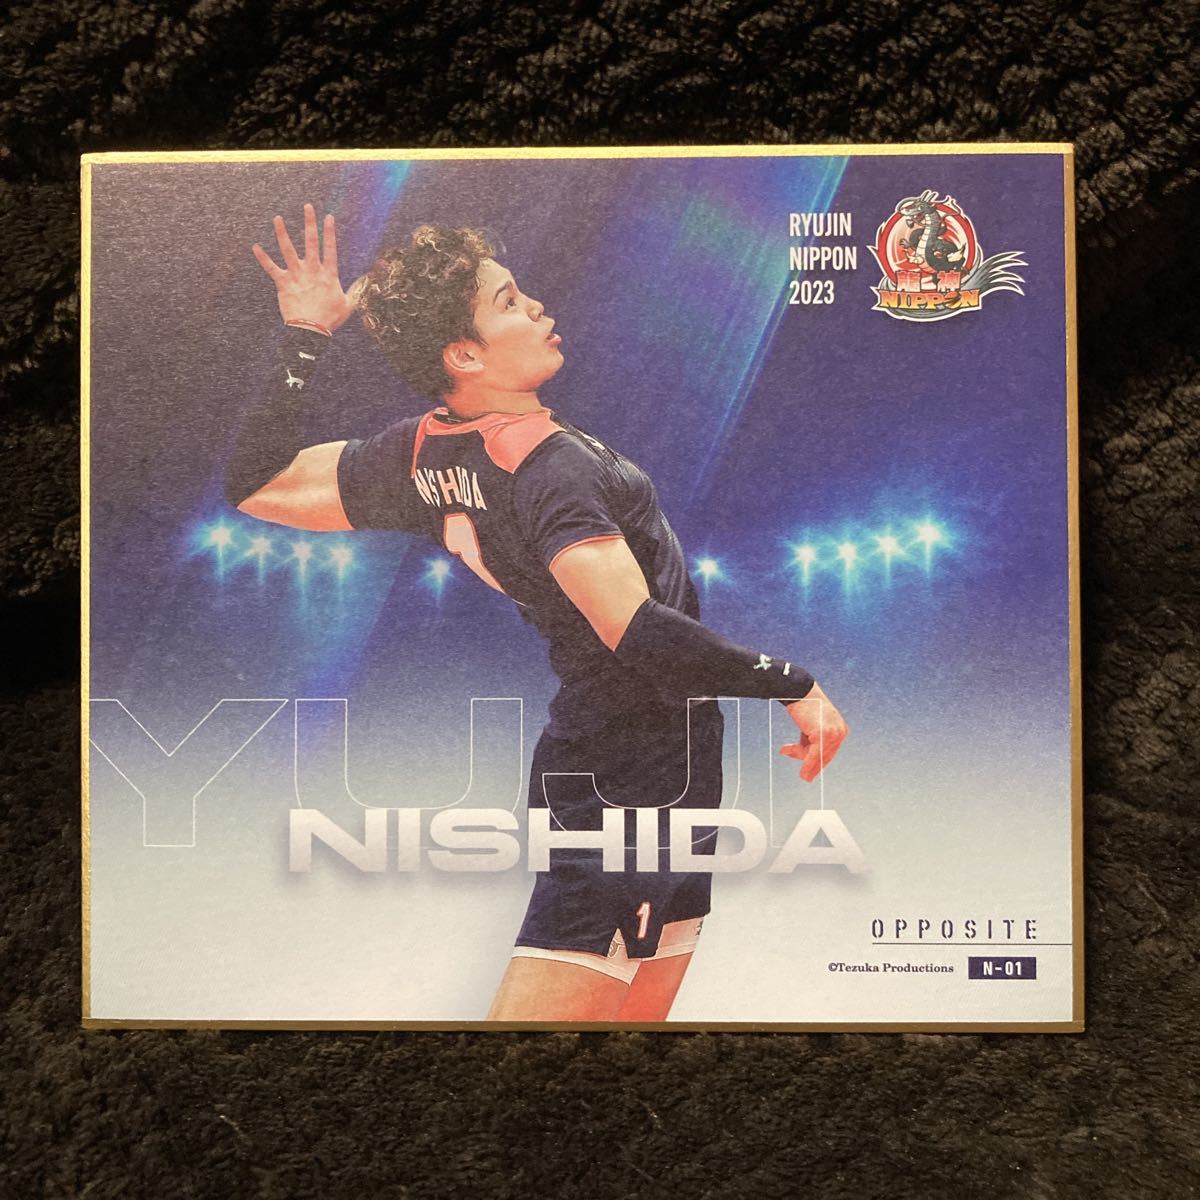 RYUJIN
NIPPON
2023
龍神
NIPPON
NISHIDA
1
YUJI
NISHIDA
1
OPPOSITE
©Tezuka Productions
N-01